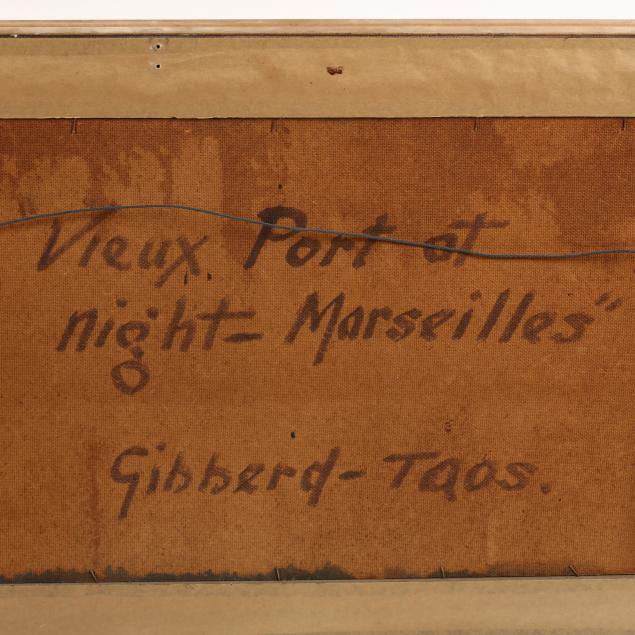 Vieux Port at
night- Marseilles"
Gibberd- Taos.